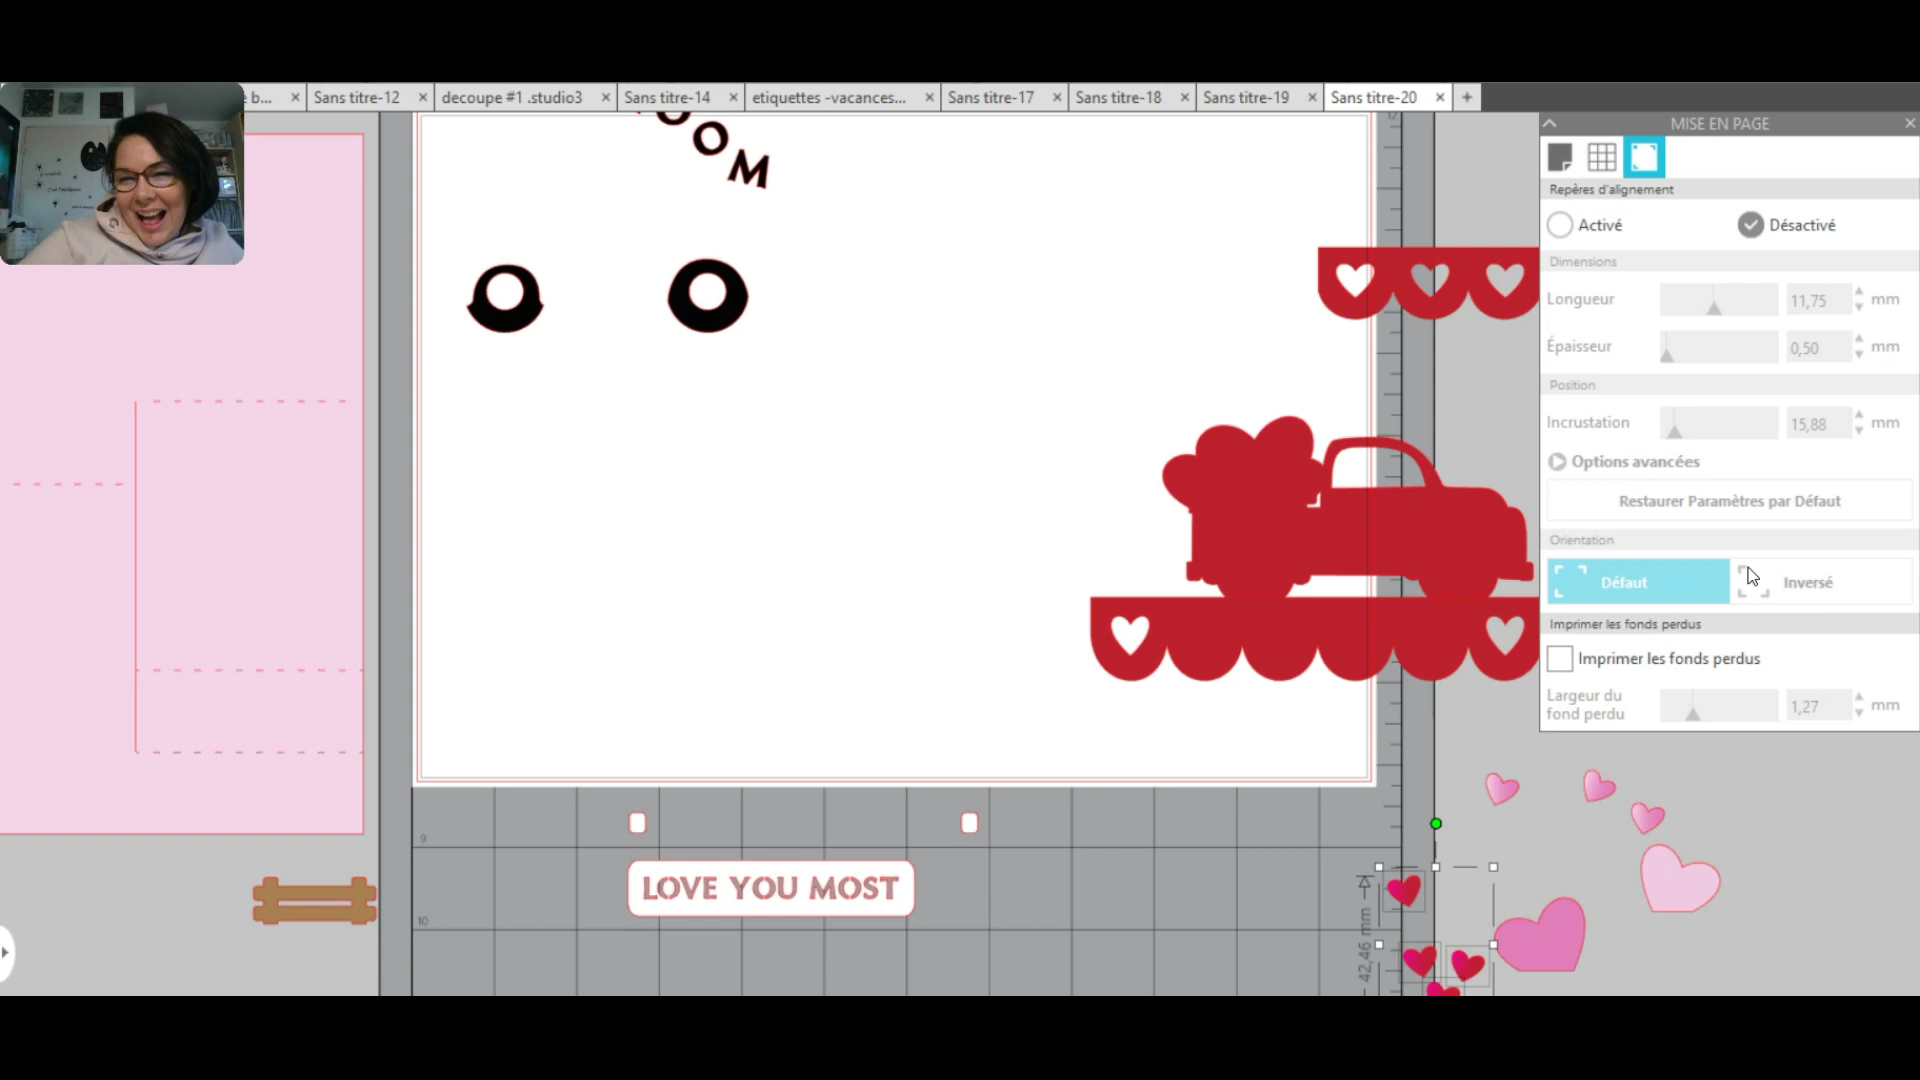 b...
Sans titre-12
decoupe #1 .studio3
Sans titre-14
etiquettes -vacances...
Sans titre-17
Sans titre-18
Sans titre-19
Sans titre-20
+
MISE EN PAGE
OOM
12
Repères d'alignement
Activé
Désactivé
Dimensions
Longueur
11,75
mm
Épaisseur
0,50
mm
Position
Incrustation
15,88
mm
Options avancées
Restaurer Paramètres par Défaut
Orientation
Défaut
Inversé
Imprimer les fonds perdus
Imprimer les fonds perdus
Largeur du
fond perdu
1,27
mm
9
LOVE YOU MOST
10
42,46 mm